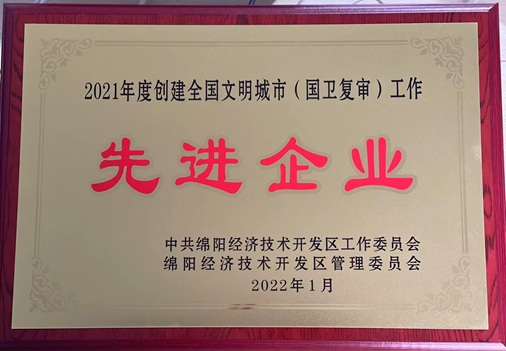 2021年度创建全国文明城市（国卫复审）工作
先进企业
中共绵阳经济技术开发区工作委员会
绵阳经济技术开发区管理委员会
2022年1月